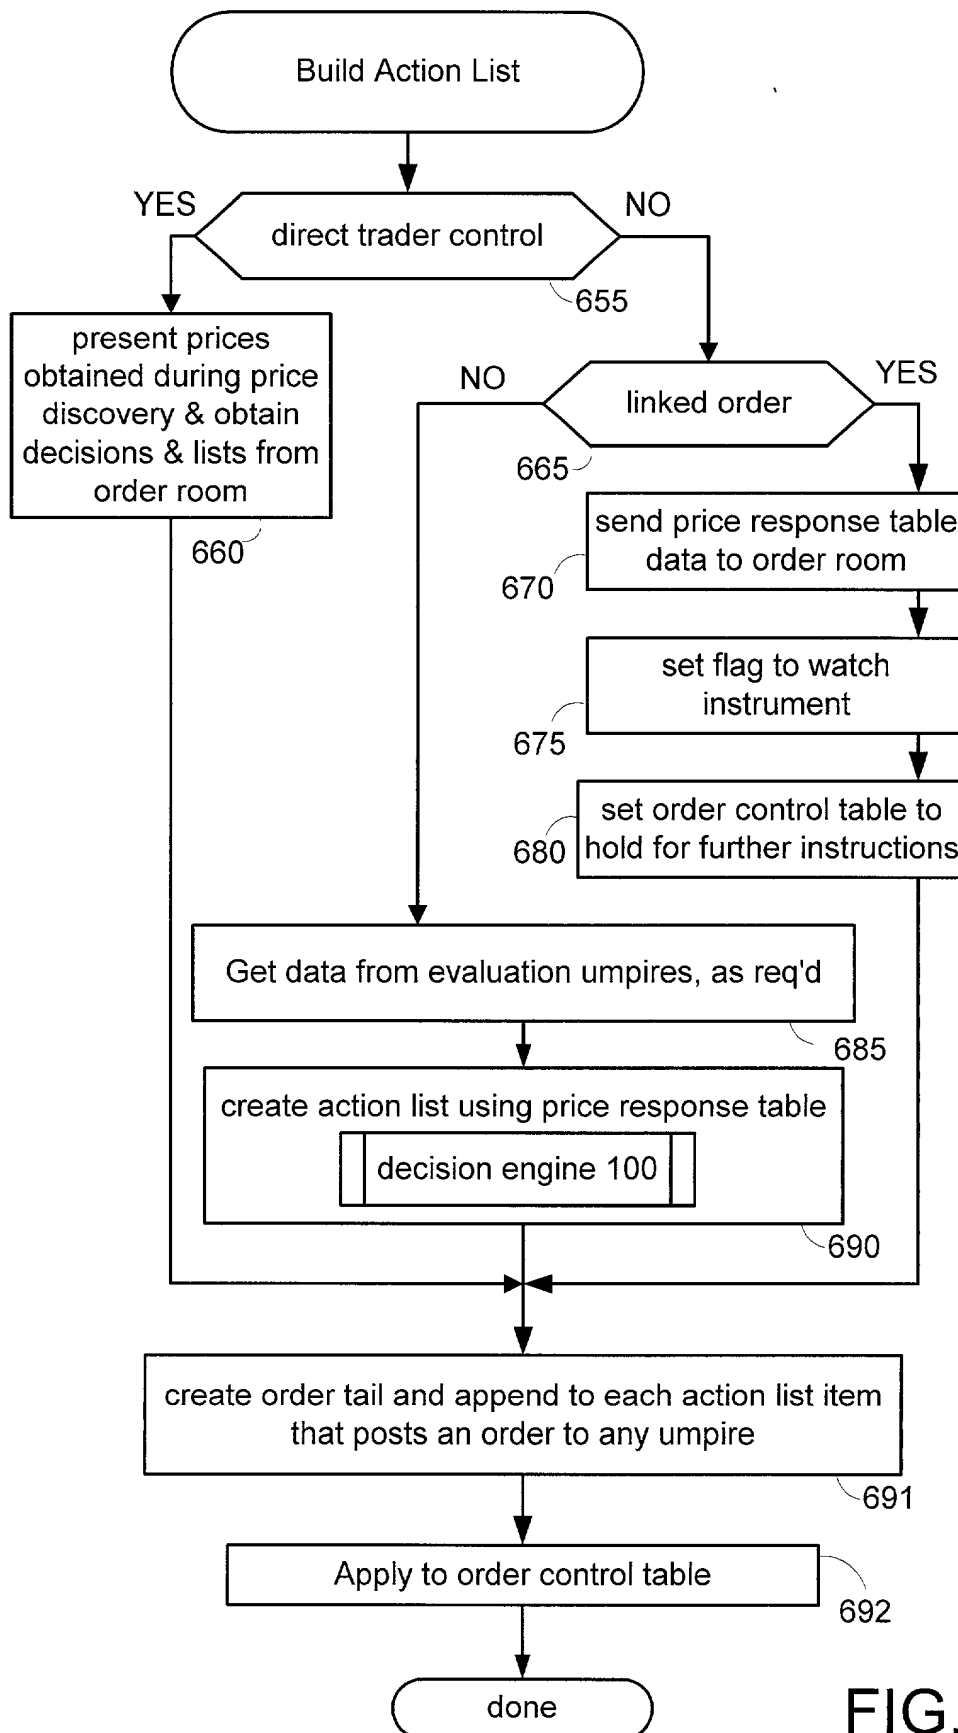 Build Action List
YES
NO
direct trader control
655
present prices
obtained during price
discovery & obtain
decisions & lists from
order room
660
NO
YES
linked order
665
send price response table
data to order room
670
set flag to watch
instrument
675
set order control table to
hold for further instructions
680
Get data from evaluation umpires, as req'd
685
create action list using price response table
decision engine 100
690
create order tail and append to each action list item
that posts an order to any umpire
691
Apply to order control table
692
done
FIG.